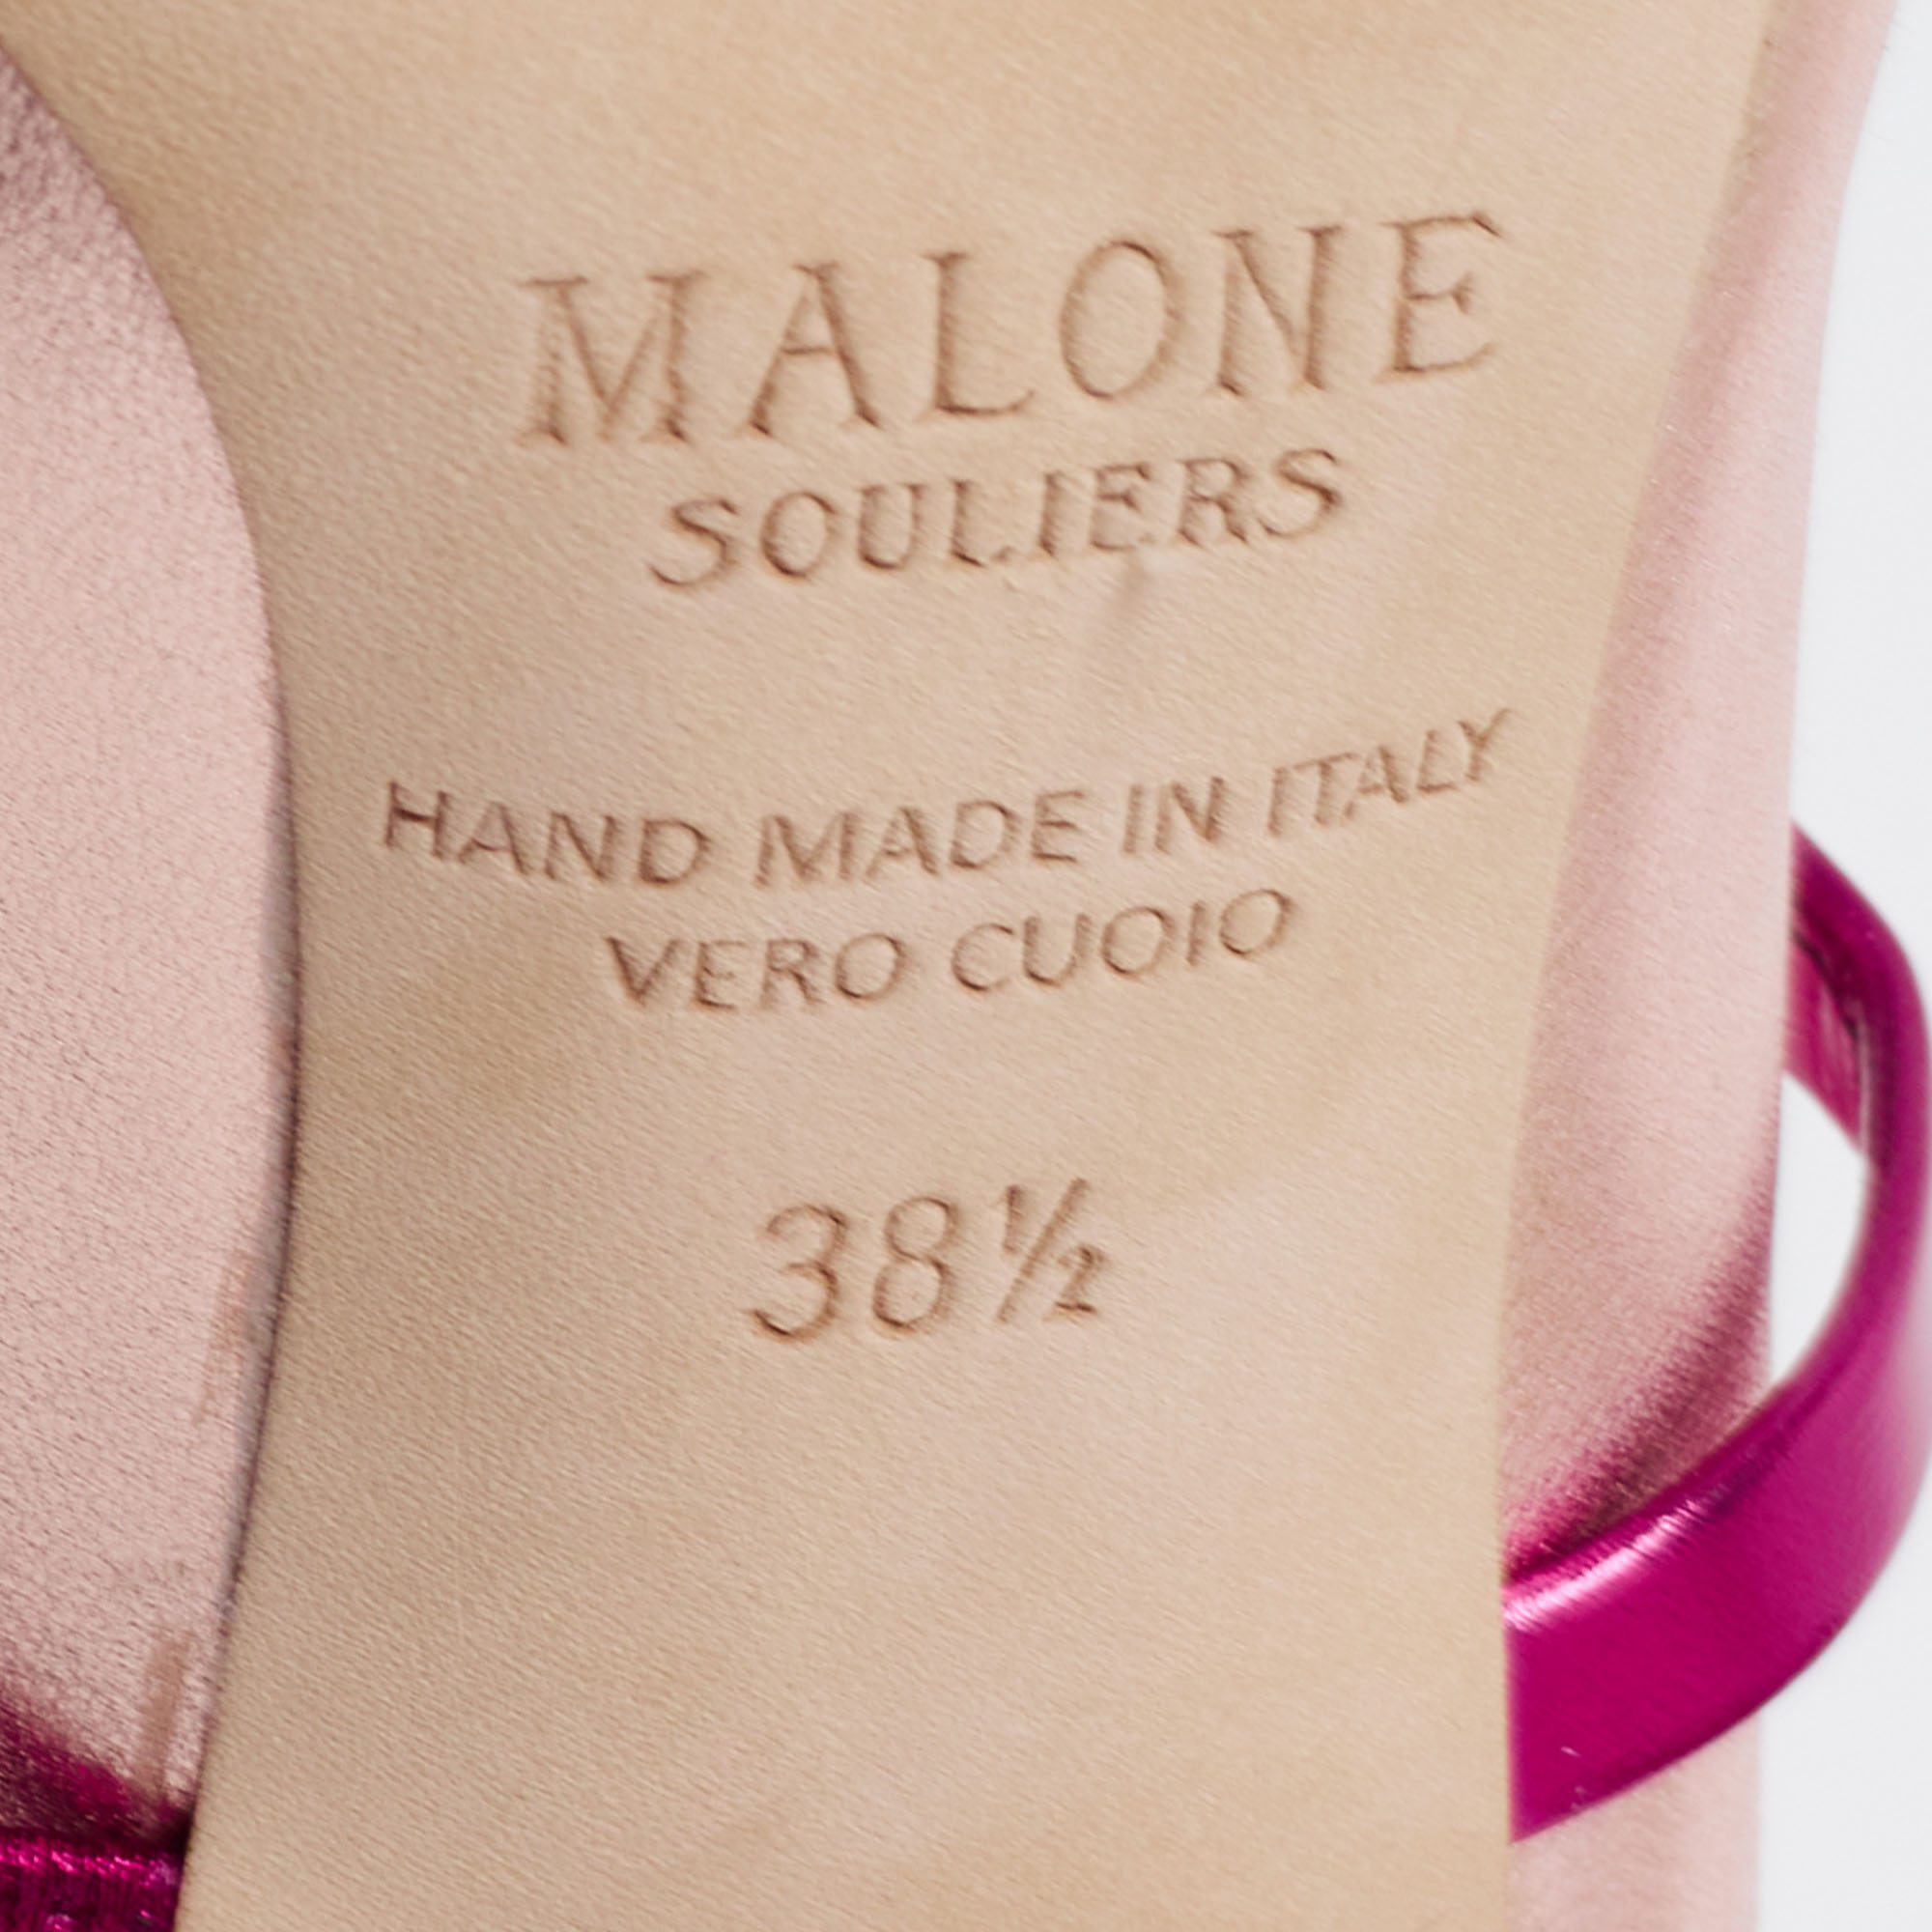 MALONE
SOULIERS
HAND MADE IN ITALY
VERO CUOIO
38½